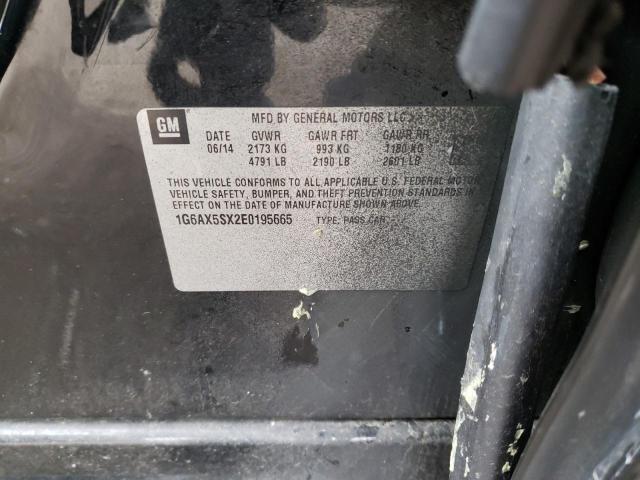 GM
MFD BY GENERAL MOTORS LLC
DATE GVWR GAWR FRT GAWR RR
06/14 2173 KG 993 KG 1180 KG
4791 LB 2190 LB 2601 LB
THIS VEHICLE CONFORMS TO ALL APPLICABLE U.S. FEDERAL MOTOR
VEHICLE SAFETY, BUMPER, AND THEFT PREVENTION STANDARDS IN
EFFECT ON THE DATE OF MANUFACTURE SHOWN ABOVE.
1G6AX5SX2E0195665 TYPE: PASS CAR